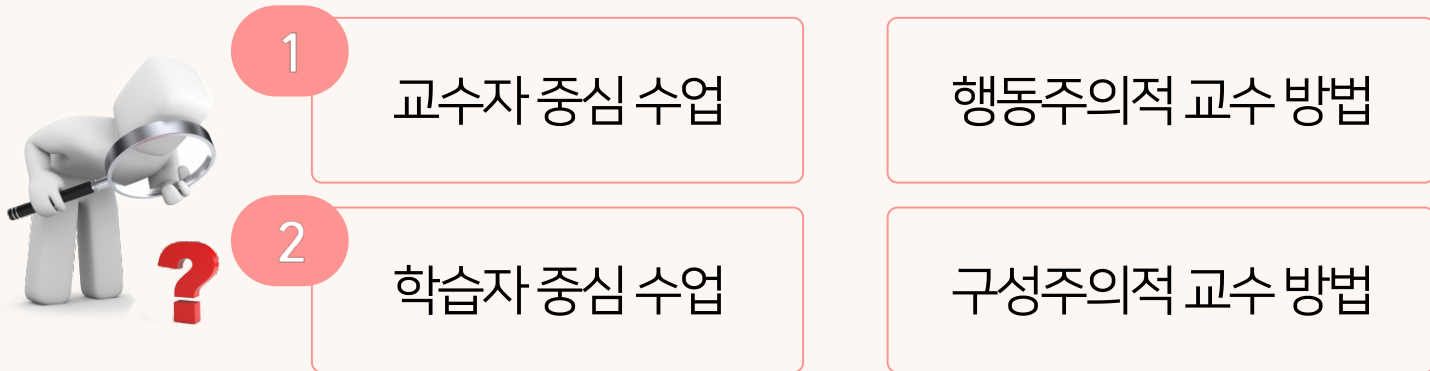 1
교수자 중심 수업
행동주의적 교수 방법
2
학습자 중심 수업
구성주의적 교수 방법